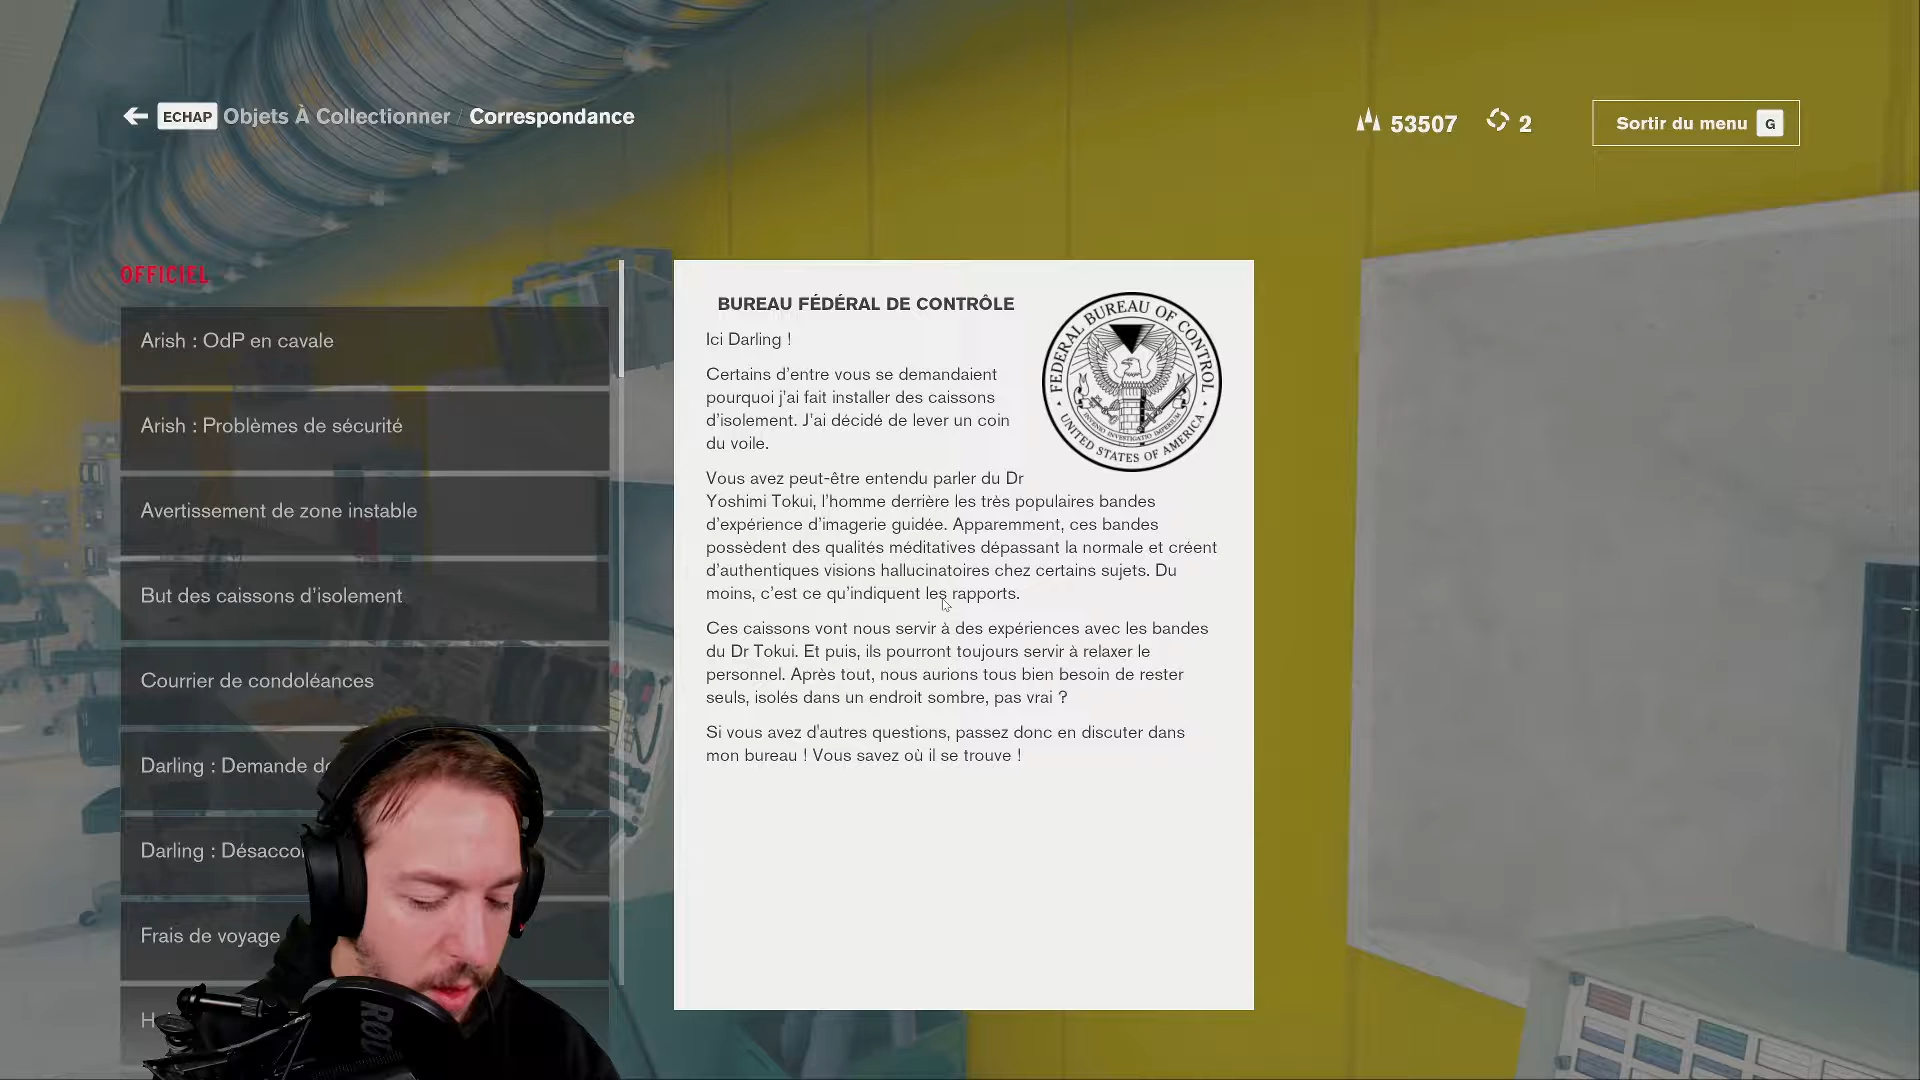 ECHAP Objets À Collectionner / Correspondance
53507
2
Sortir du menu G
OFFICIEL
Arish : OdP en cavale
Arish : Problèmes de sécurité
Avertissement de zone instable
But des caissons d'isolement
Courrier de condoléances
Darling : Demande de
Darling : Désaccor
Frais de voyage
H
BUREAU FÉDÉRAL DE CONTRÔLE
Ici Darling !
Certains d'entre vous se demandaient
pourquoi j'ai fait installer des caissons
d'isolement. J'ai décidé de lever un coin
du voile.
Vous avez peut-être entendu parler du Dr
Yoshimi Tokui, l'homme derrière les très populaires bandes
d'expérience d'imagerie guidée. Apparemment, ces bandes
possèdent des qualités méditatives dépassant la normale et créent
d'authentiques visions hallucinatoires chez certains sujets. Du
moins, c'est ce qu'indiquent les rapports.
Ces caissons vont nous servir à des expériences avec les bandes
du Dr Tokui. Et puis, ils pourront toujours servir à relaxer le
personnel. Après tout, nous aurions tous bien besoin de rester
seuls, isolés dans un endroit sombre, pas vrai ?
Si vous avez d'autres questions, passez donc en discuter dans
mon bureau ! Vous savez où il se trouve !
FEDERAL BUREAU OF CONTROL
INVENIO INVESTIGATIO IMPERIUM
UNITED STATES OF AMERICA
RODE